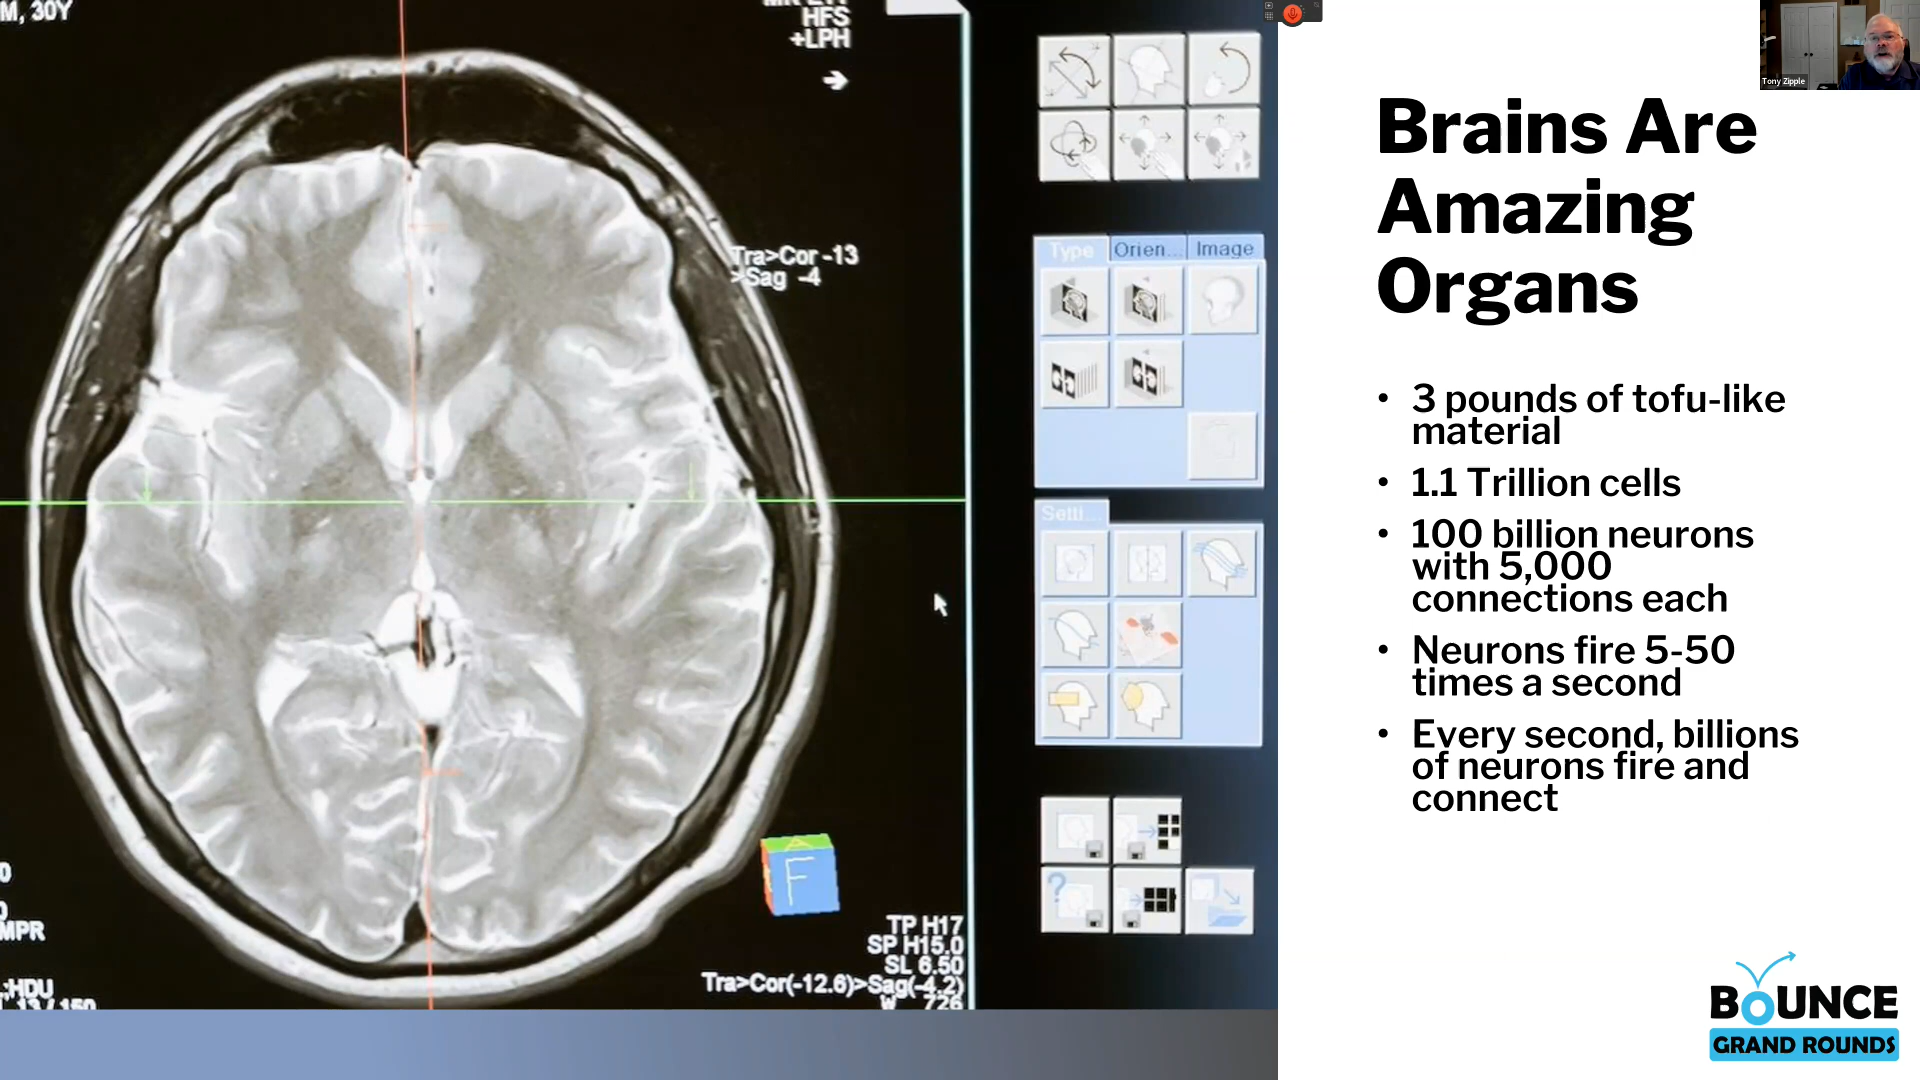 M, 30Y
HFS
+LPH
Tra>Cor -13
>Sag -4
Type
Orien...
Image
Setti...
F
MPR
HDU
TP H17
SP H15.0
SL 6.50
Tra>Cor(-12.6)>Sag(-4.2)
W 726
Tony Zipple
Brains Are
Amazing
Organs
• 3 pounds of tofu-like
material
• 1.1 Trillion cells
• 100 billion neurons
with 5,000
connections each
• Neurons fire 5-50
times a second
• Every second, billions
of neurons fire and
connect
BOUNCE
GRAND ROUNDS